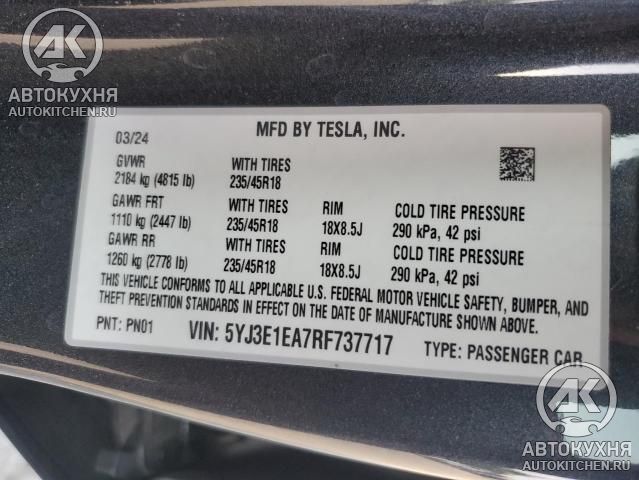 AK
АВТОКУХНЯ
AUTOKITCHEN.RU
03/24
MFD BY TESLA, INC.
GVWR WITH TIRES
2184 kg (4815 lb) 235/45R18
GAWR FRT WITH TIRES RIM COLD TIRE PRESSURE
1110 kg (2447 lb) 235/45R18 18X8.5J 290 kPa, 42 psi
GAWR RR WITH TIRES RIM COLD TIRE PRESSURE
1260 kg (2778 lb) 235/45R18 18X8.5J 290 kPa, 42 psi
THIS VEHICLE CONFORMS TO ALL APPLICABLE U.S. FEDERAL MOTOR VEHICLE SAFETY, BUMPER, AND
THEFT PREVENTION STANDARDS IN EFFECT ON THE DATE OF MANUFACTURE SHOWN ABOVE.
PNT: PN01 VIN: 5YJ3E1EA7RF737717 TYPE: PASSENGER CAR
AK
АВТОКУХНЯ
AUTOKITCHEN.RU